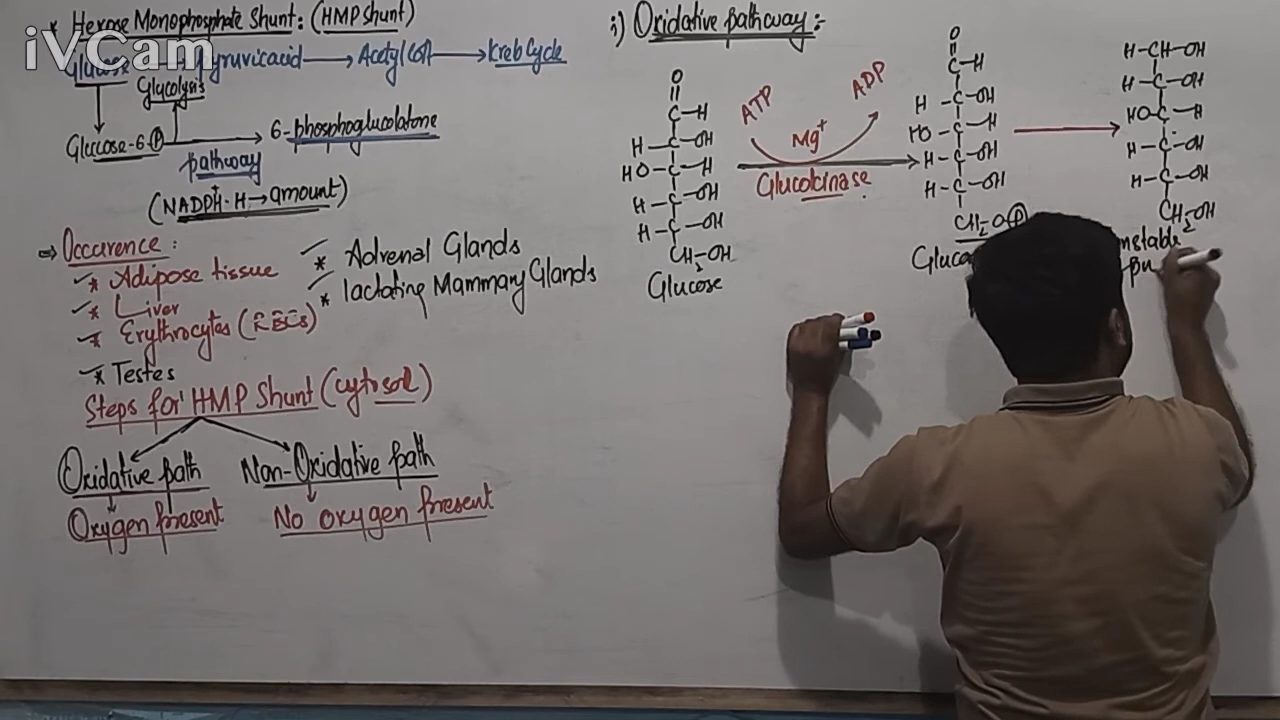 iVCam
* Hexose Monophosphate Shunt: (HMP Shunt)
Glucose Pyruvicacid → Acetyl CoA → Kreb Cycle
Glycolysis
Glucose-6-P → 6-phosphoglucolatone
pathway
(NADPH+H → amount)
⇒ Occurence:
* Adipose tissue
* Liver
* Erythrocytes (RBCs)
* Testes
* Adrenal Glands
* lactating Mammary Glands
Steps for HMP Shunt (cytosol)
Oxidative path
Non-Oxidative path
Oxygen present
No oxygen present
i) Oxidative pathway:-
O
C-H
H-C-OH
HO-C-H
H-C-OH
H-C-OH
CH2-OH
Glucose
ATP
ADP
Mg+
Glucokinase
O
C-H
H-C-OH
HO-C-H
H-C-OH
H-C-OH
CH2-O-P
H-CH-OH
H-C-OH
HO-C-H
H-C-OH
H-C-OH
CH2-OH